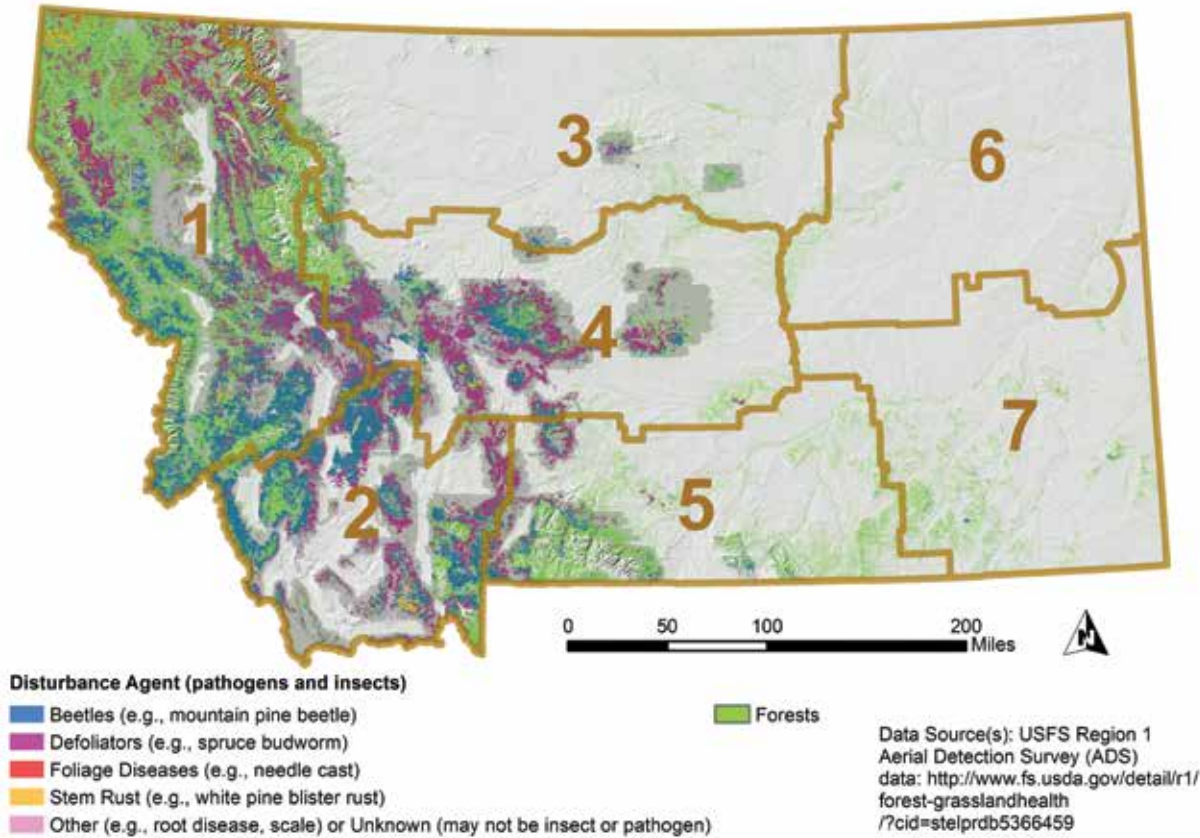 3
6
1
4
7
5
2
0 50 100 200
Miles
N
Disturbance Agent (pathogens and insects)
Beetles (e.g., mountain pine beetle)
Defoliators (e.g., spruce budworm)
Foliage Diseases (e.g., needle cast)
Stem Rust (e.g., white pine blister rust)
Other (e.g., root disease, scale) or Unknown (may not be insect or pathogen)
Forests
Data Source(s): USFS Region 1
Aerial Detection Survey (ADS)
data: http://www.fs.usda.gov/detail/r1/
forest-grasslandhealth
/?cid=stelprdb5366459